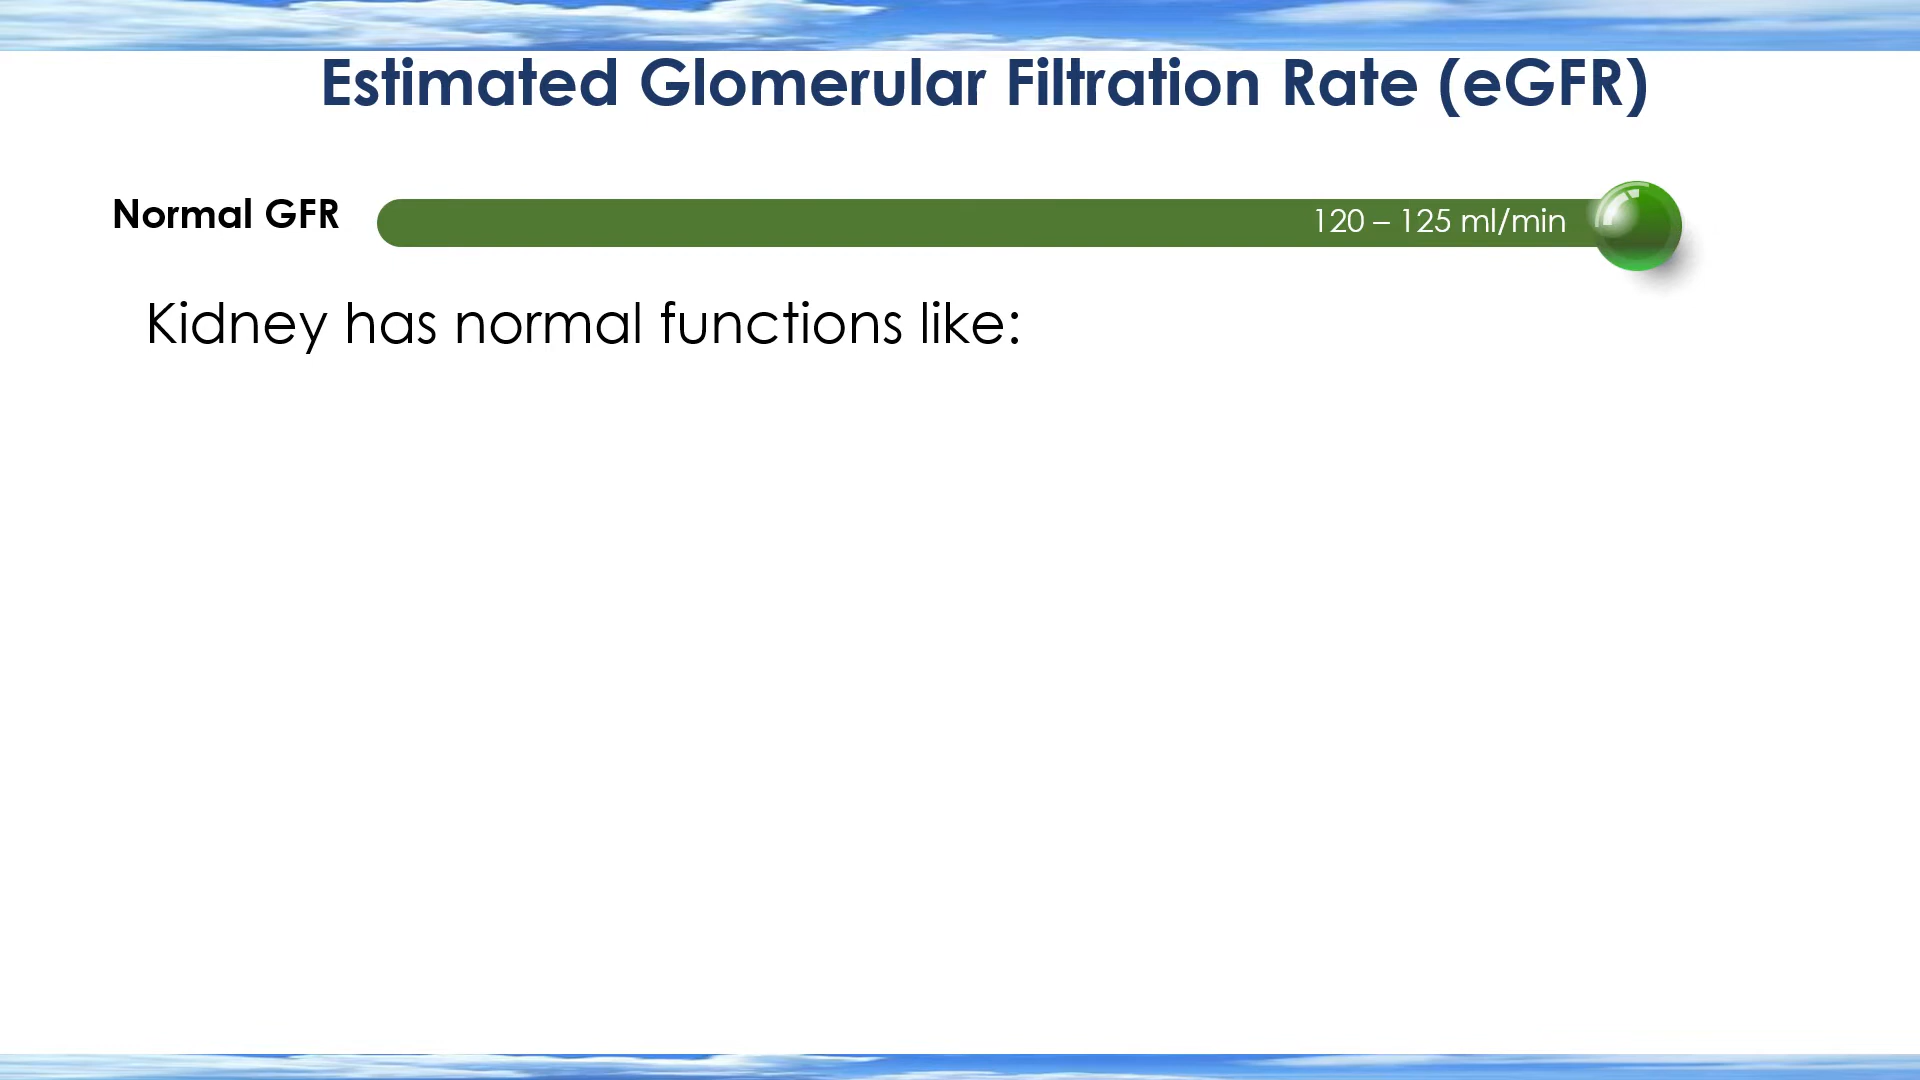 Estimated Glomerular Filtration Rate (eGFR)
Normal GFR
120 – 125 ml/min
Kidney has normal functions like: